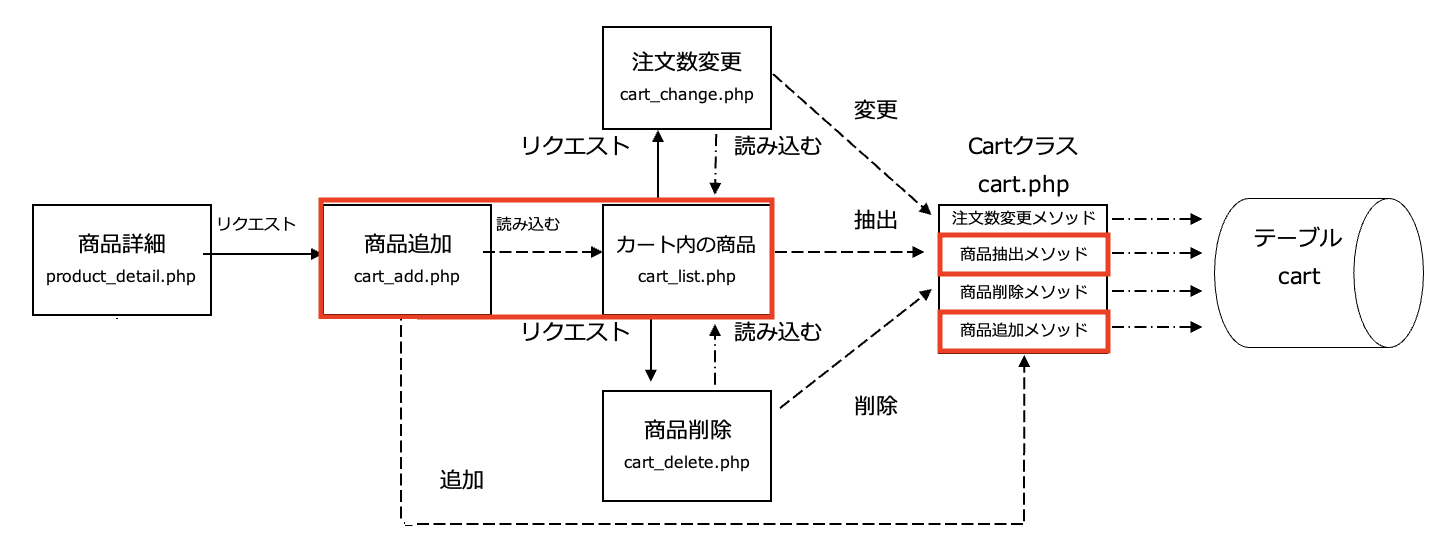 注文数変更
cart_change.php
変更
リクエスト
読み込む
Cartクラス
cart.php
商品詳細
product_detail.php
リクエスト
商品追加
cart_add.php
読み込む
カート内の商品
cart_list.php
抽出
注文数変更メソッド
商品抽出メソッド
商品削除メソッド
商品追加メソッド
テーブル
cart
リクエスト
読み込む
商品削除
cart_delete.php
削除
追加